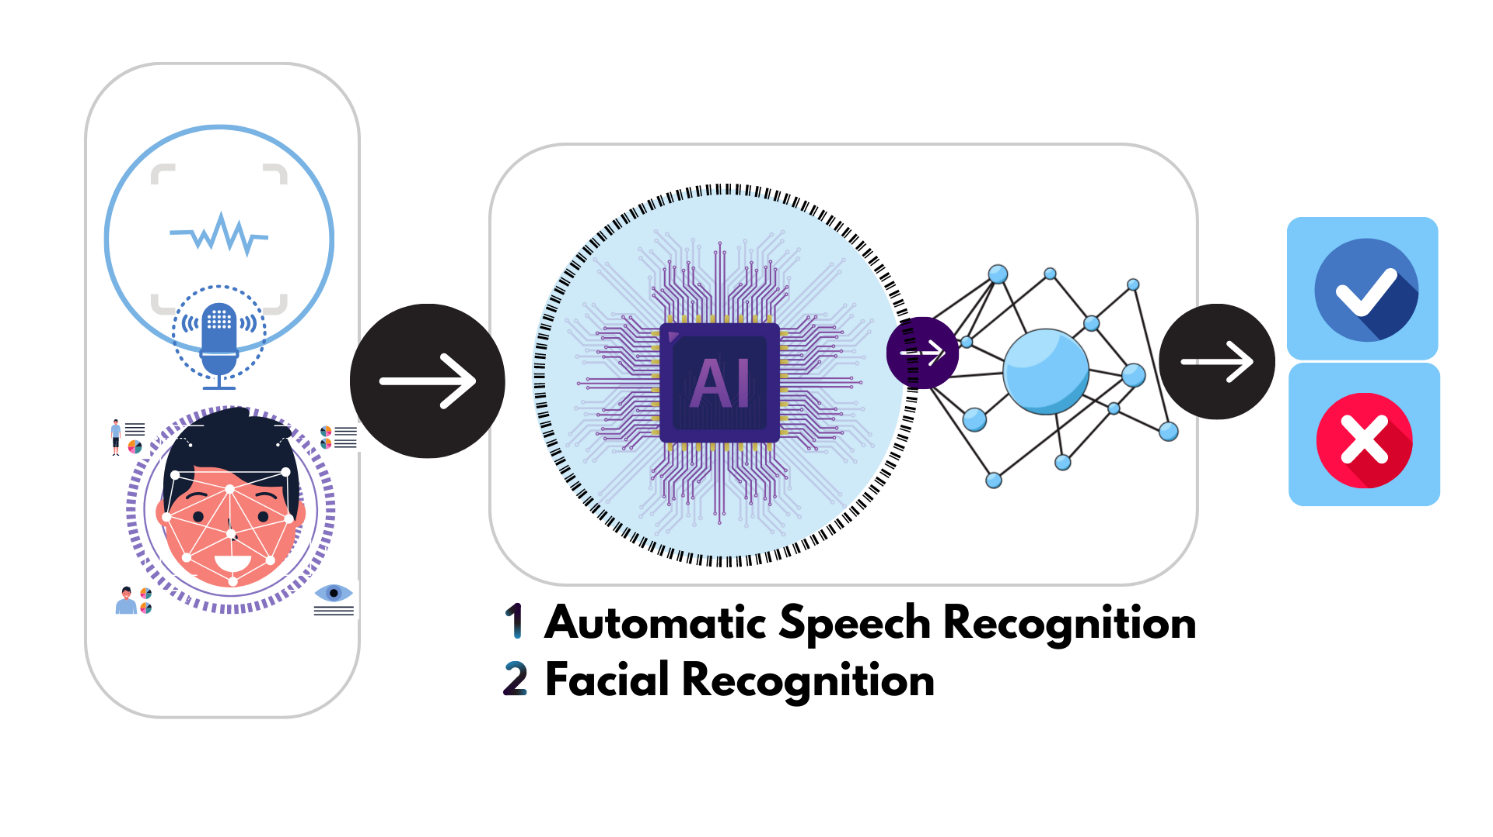 AI
1 Automatic Speech Recognition
2 Facial Recognition